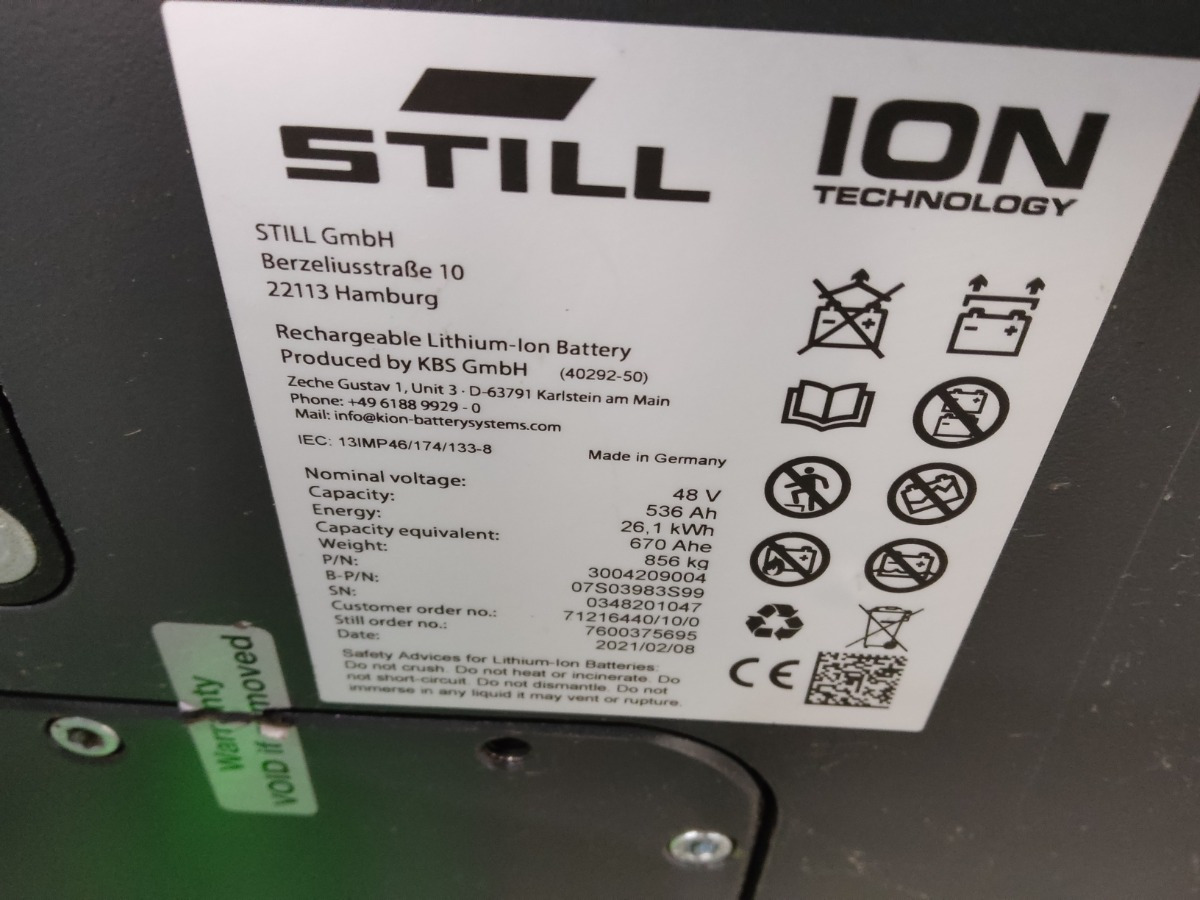 STILL
ION
TECHNOLOGY
STILL GmbH
Berzeliusstraße 10
22113 Hamburg
Rechargeable Lithium-Ion Battery
Produced by KBS GmbH (40292-50)
Zeche Gustav 1, Unit 3 · D-63791 Karlstein am Main
Phone: +49 6188 9929 - 0
Mail: info@kion-batterysystems.com
IEC: 13IMP46/174/133-8 Made in Germany
Nominal voltage: 48 V
Capacity: 536 Ah
Energy: 26,1 kWh
Capacity equivalent: 670 Ahe
Weight: 856 kg
P/N: 3004209004
B-P/N: 07S03983S99
SN: 0348201047
Customer order no.: 71216440/10/0
Still order no.: 7600375695
Date: 2021/02/08
Safety Advices for Lithium-Ion Batteries:
Do not crush. Do not heat or incinerate. Do
not short-circuit. Do not dismantle. Do not
immerse in any liquid it may vent or rupture.
CE
Warranty
VOID if removed